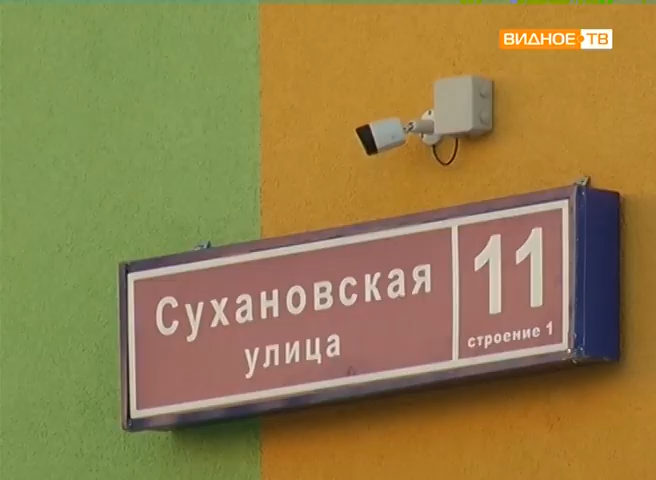 ВИДНОЕ ТВ
Сухановская
улица
11
строение 1